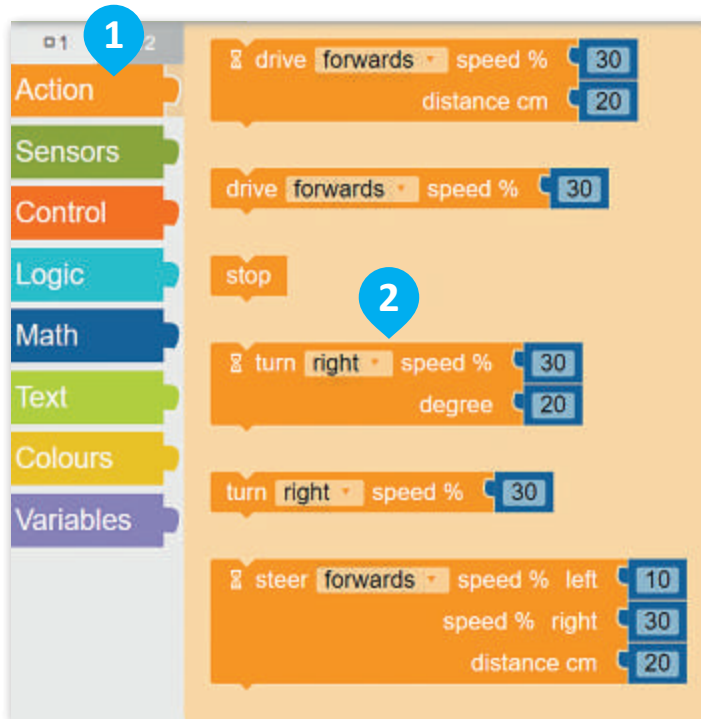 1 2
1
Action
Sensors
Control
Logic
Math
Text
Colours
Variables
drive forwards speed % 30
distance cm 20
drive forwards speed % 30
stop
2
turn right speed % 30
degree 20
turn right speed % 30
steer forwards speed % left 10
speed % right 30
distance cm 20